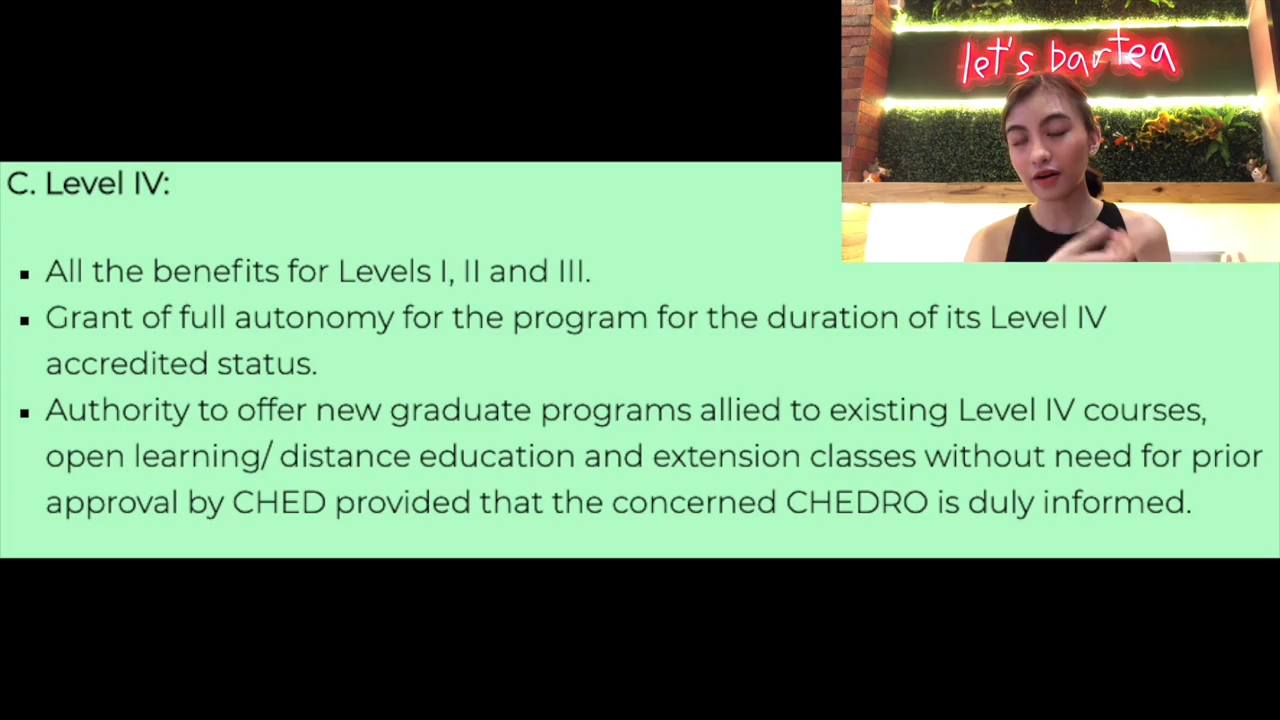 let's bartea
C. Level IV:
▪ All the benefits for Levels I, II and III.
▪ Grant of full autonomy for the program for the duration of its Level IV
accredited status.
▪ Authority to offer new graduate programs allied to existing Level IV courses,
open learning/ distance education and extension classes without need for prior
approval by CHED provided that the concerned CHEDRO is duly informed.